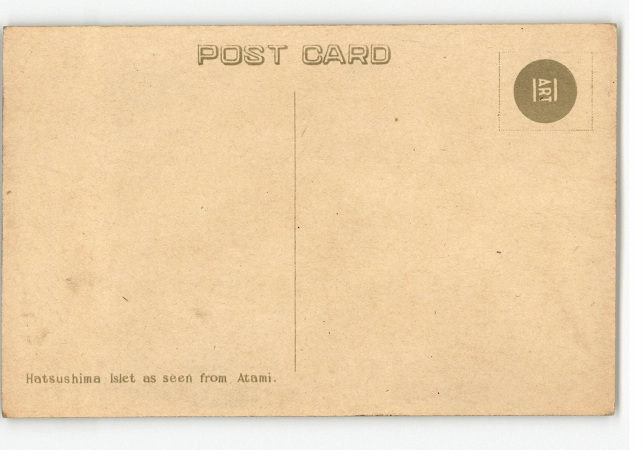 POST CARD
ART
Hatsushima Islet as seen from Atami.